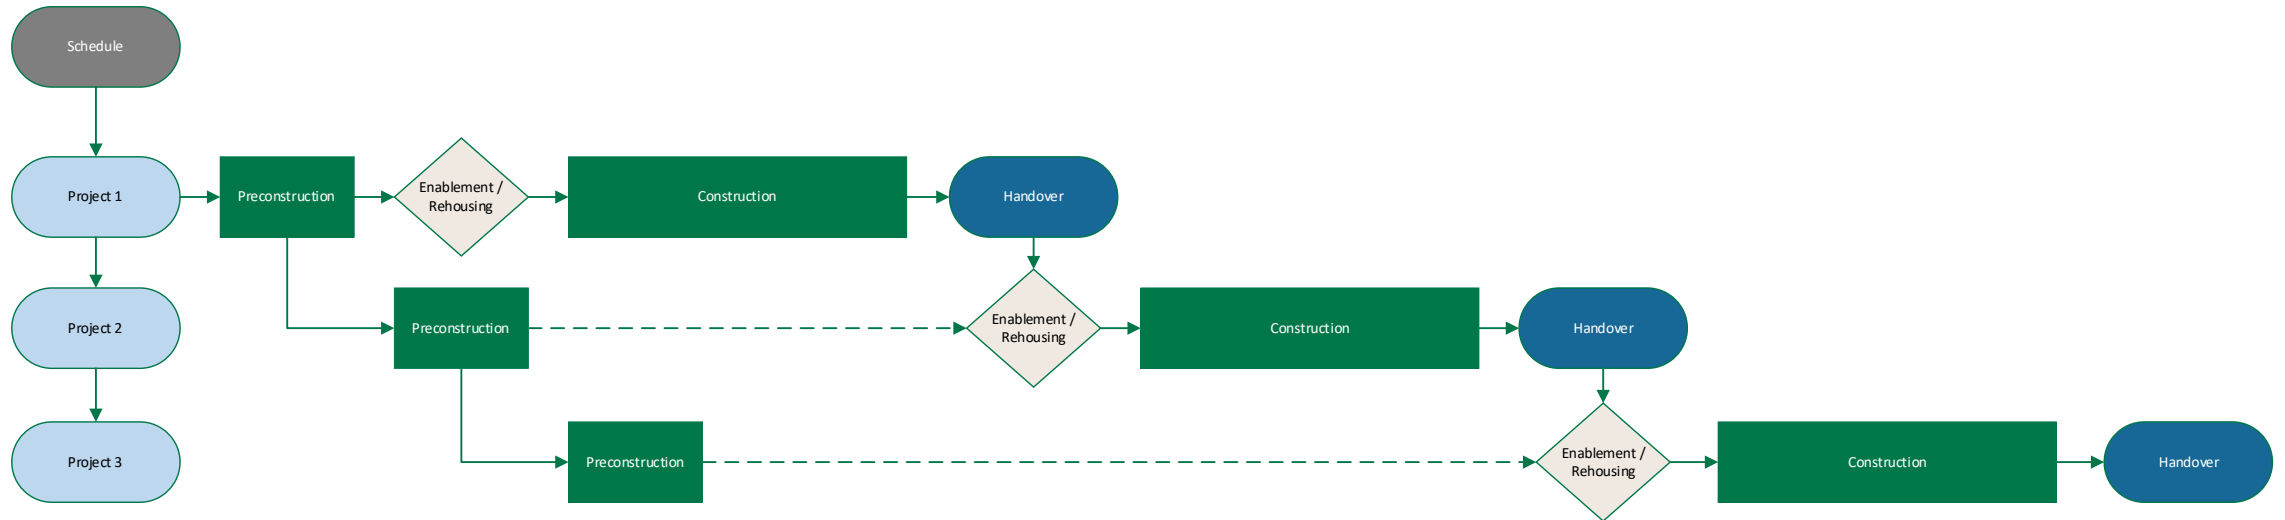 Schedule
Project 1
Preconstruction
Enablement /
Rehousing
Construction
Handover
Project 2
Preconstruction
Enablement /
Rehousing
Construction
Handover
Project 3
Preconstruction
Enablement /
Rehousing
Construction
Handover